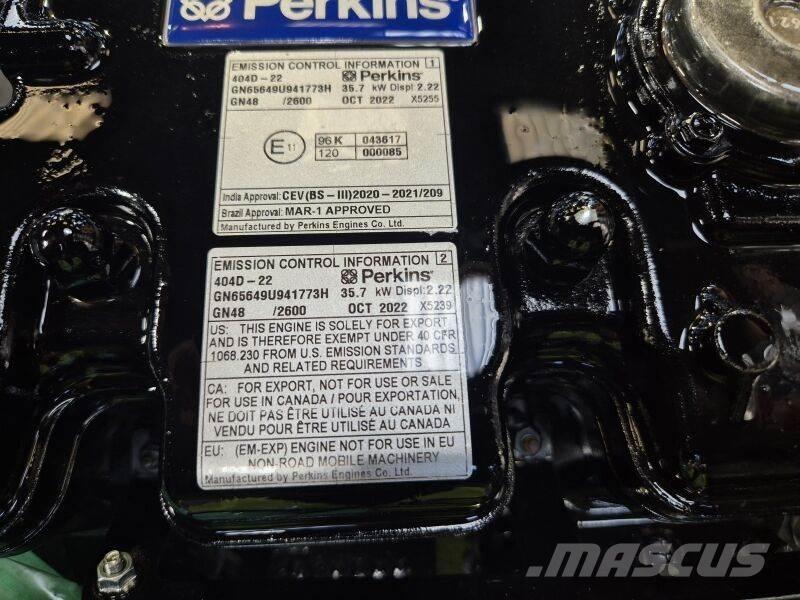 Perkins
EMISSION CONTROL INFORMATION 1
404D-22 Perkins
GN65649U941773H 35.7 kW Displ: 2.22
GN48 /2600 OCT 2022 X5255
E 11
96 K 043617
120 000085
India Approval: CEV(BS-III)2020-2021/209
Brazil Approval: MAR-1 APPROVED
Manufactured by Perkins Engines Co. Ltd.
EMISSION CONTROL INFORMATION 2
404D-22 Perkins
GN65649U941773H 35.7 kW Displ: 2.22
GN48 /2600 OCT 2022 X5239
US: THIS ENGINE IS SOLELY FOR EXPORT
AND IS THEREFORE EXEMPT UNDER 40 CFR
1068.230 FROM U.S. EMISSION STANDARDS
AND RELATED REQUIREMENTS
CA: FOR EXPORT, NOT FOR USE OR SALE
FOR USE IN CANADA / POUR EXPORTATION,
NE DOIT PAS ÊTRE UTILISÉ AU CANADA NI
VENDU POUR ÊTRE UTILISÉ AU CANADA
EU: (EM-EXP) ENGINE NOT FOR USE IN EU
NON-ROAD MOBILE MACHINERY
Manufactured by Perkins Engines Co. Ltd.
MASCUS